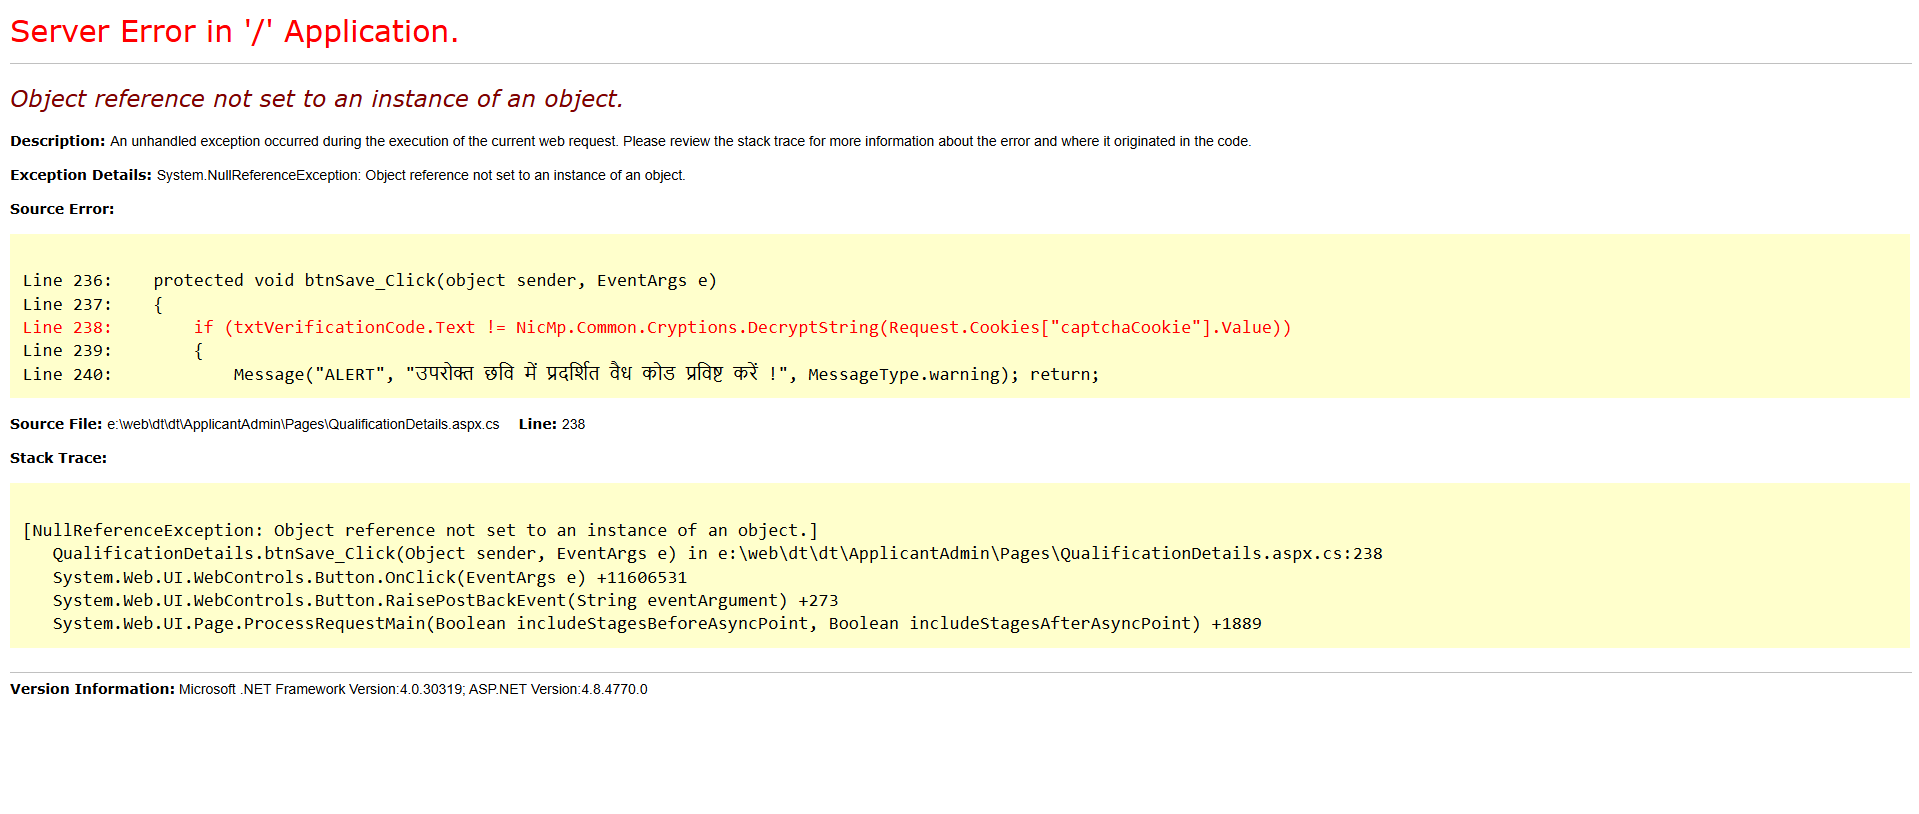 Server Error in '/' Application.
Object reference not set to an instance of an object.
Description: An unhandled exception occurred during the execution of the current web request. Please review the stack trace for more information about the error and where it originated in the code.
Exception Details: System.NullReferenceException: Object reference not set to an instance of an object.
Source Error:
Line 236:    protected void btnSave_Click(object sender, EventArgs e)
Line 237:    {
Line 238:        if (txtVerificationCode.Text != NicMp.Common.Cryptions.DecryptString(Request.Cookies["captchaCookie"].Value))
Line 239:        {
Line 240:            Message("ALERT", "उपरोक्त छवि में प्रदर्शित वैध कोड प्रविष्ट करें !", MessageType.warning); return;
Source File: e:\web\dt\dt\ApplicantAdmin\Pages\QualificationDetails.aspx.cs    Line: 238
Stack Trace:
[NullReferenceException: Object reference not set to an instance of an object.]
   QualificationDetails.btnSave_Click(Object sender, EventArgs e) in e:\web\dt\dt\ApplicantAdmin\Pages\QualificationDetails.aspx.cs:238
   System.Web.UI.WebControls.Button.OnClick(EventArgs e) +11606531
   System.Web.UI.WebControls.Button.RaisePostBackEvent(String eventArgument) +273
   System.Web.UI.Page.ProcessRequestMain(Boolean includeStagesBeforeAsyncPoint, Boolean includeStagesAfterAsyncPoint) +1889
Version Information: Microsoft .NET Framework Version:4.0.30319; ASP.NET Version:4.8.4770.0